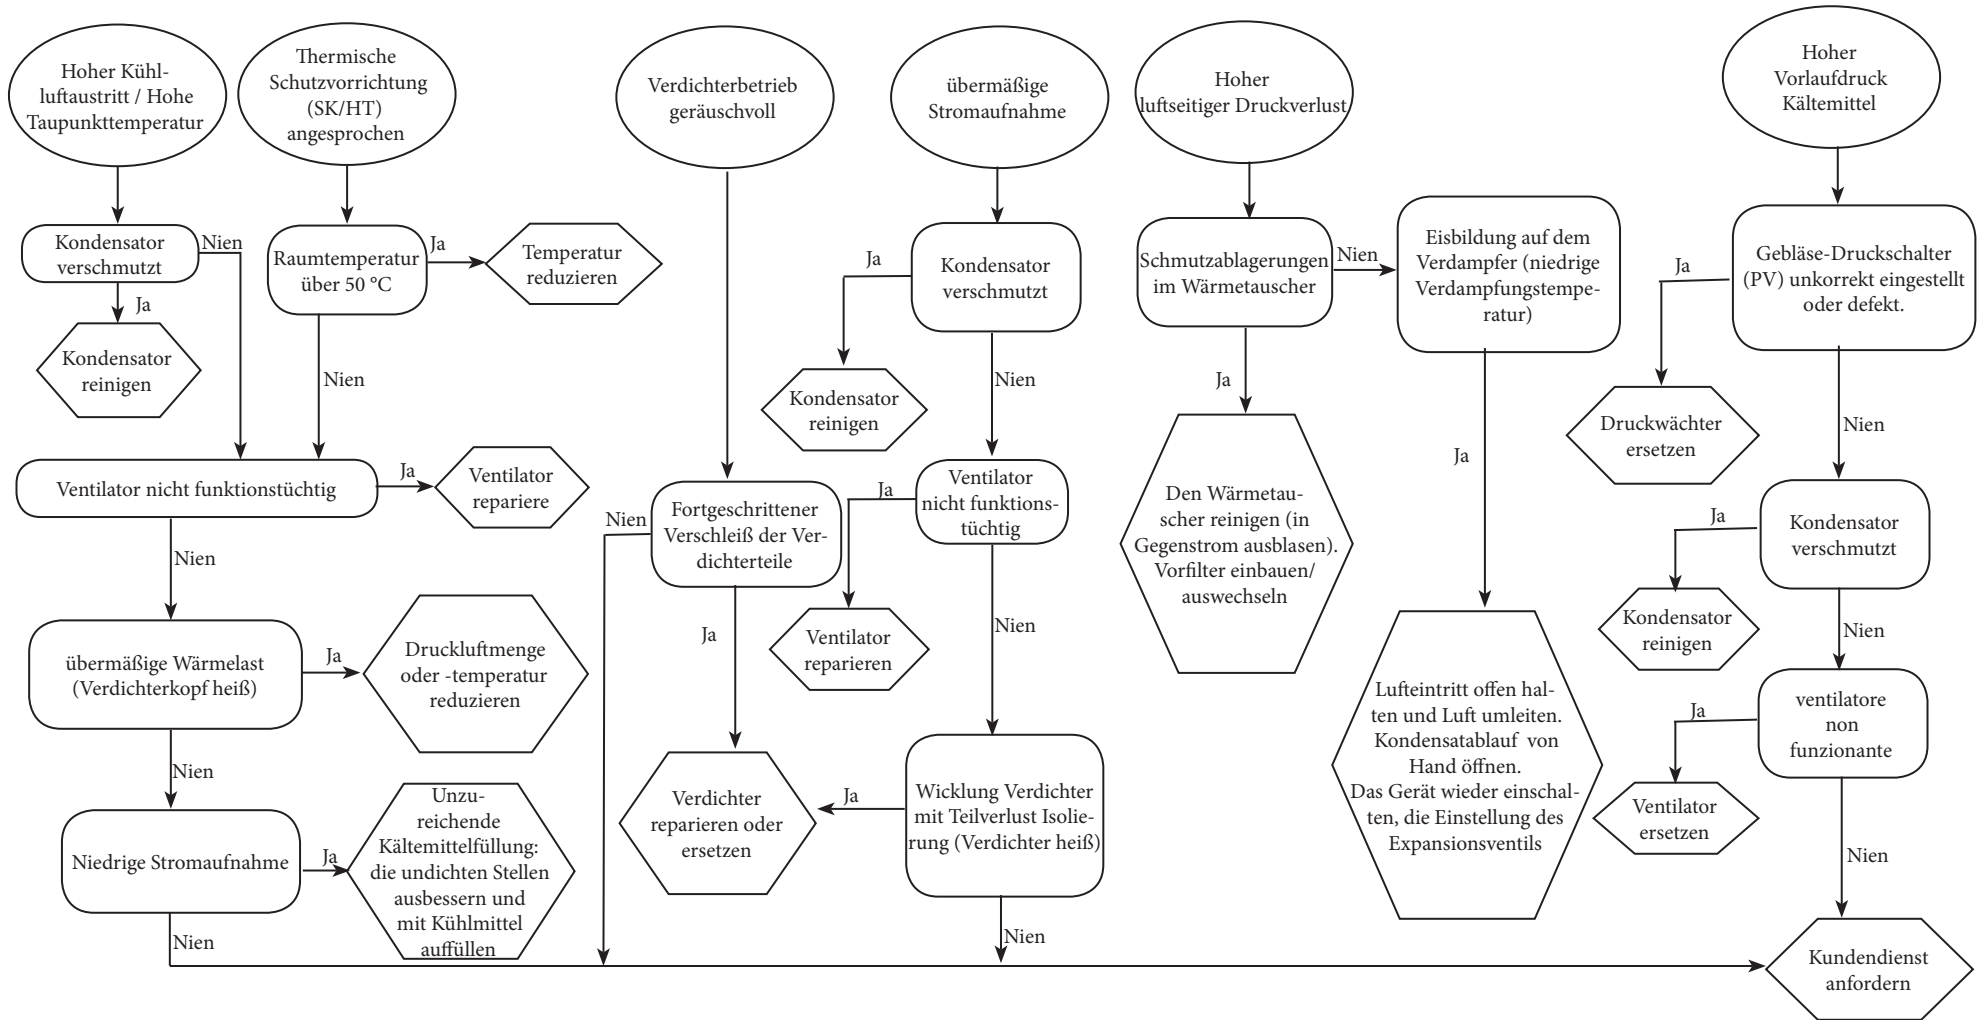 Hoher Kühl-
luftaustritt / Hohe
Taupunkttemperatur
Thermische
Schutzvorrichtung
(SK/HT)
angesprochen
Verdichterbetrieb
geräuschvoll
übermäßige
Stromaufnahme
Hoher
luftseitiger Druckverlust
Hoher
Vorlaufdruck
Kältemittel
Kondensator
verschmutzt
Nien
Ja
Kondensator
reinigen
Raumtemperatur
über 50 °C
Ja
Temperatur
reduzieren
Nien
Ventilator nicht funktionstüchtig
Ja
Ventilator
repariere
Nien
übermäßige Wärmelast
(Verdichterkopf heiß)
Ja
Druckluftmenge
oder -temperatur
reduzieren
Nien
Niedrige Stromaufnahme
Ja
Unzu-
reichende
Kältemittelfüllung:
die undichten Stellen
ausbessern und
mit Kühlmittel
auffüllen
Nien
Fortgeschrittener
Verschleiß der Ver-
dichterteile
Nien
Ja
Verdichter
reparieren oder
ersetzen
Kondensator
verschmutzt
Ja
Kondensator
reinigen
Nien
Ventilator
nicht funktions-
tüchtig
Ja
Ventilator
reparieren
Nien
Wicklung Verdichter
mit Teilverlust Isolie-
rung (Verdichter heiß)
Ja
Nien
Schmutzablagerungen
im Wärmetauscher
Nien
Ja
Den Wärmetau-
scher reinigen (in
Gegenstrom ausblasen).
Vorfilter einbauen/
auswechseln
Eisbildung auf dem
Verdampfer (niedrige
Verdampfungstempe-
ratur)
Ja
Lufteintritt offen hal-
ten und Luft umleiten.
Kondensatablauf von
Hand öffnen.
Das Gerät wieder einschal-
ten, die Einstellung des
Expansionsventils
Gebläse-Druckschalter
(PV) unkorrekt eingestellt
oder defekt.
Ja
Druckwächter
ersetzen
Nien
Kondensator
verschmutzt
Ja
Kondensator
reinigen
Nien
ventilatore
non
funzionante
Ja
Ventilator
ersetzen
Nien
Kundendienst
anfordern